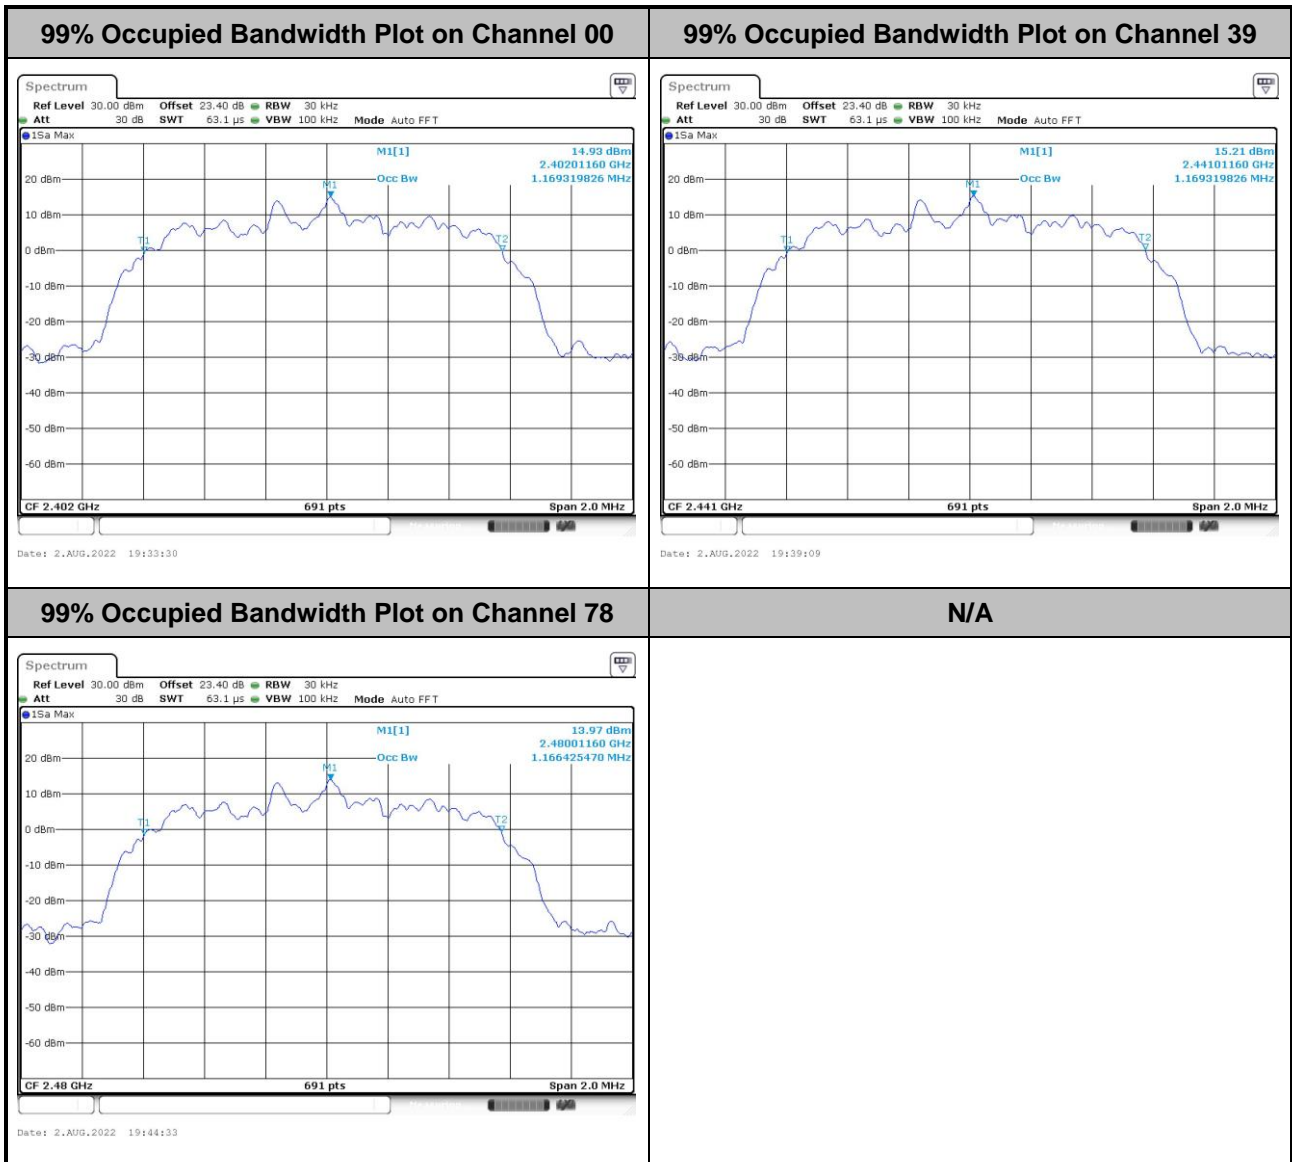 99% Occupied Bandwidth Plot on Channel 00
Spectrum
Ref Level 30.00 dBm Offset 23.40 dB RBW 30 kHz
Att 30 dB SWT 63.1 µs VBW 100 kHz Mode Auto FFT
1Sa Max
M1[1] 14.93 dBm
2.40201160 GHz
Occ Bw 1.169319826 MHz
20 dBm
M1
10 dBm
T1
T2
0 dBm
-10 dBm
-20 dBm
-30 dBm
-40 dBm
-50 dBm
-60 dBm
CF 2.402 GHz 691 pts Span 2.0 MHz
Date: 2.AUG.2022 19:33:30
99% Occupied Bandwidth Plot on Channel 39
Spectrum
Ref Level 30.00 dBm Offset 23.40 dB RBW 30 kHz
Att 30 dB SWT 63.1 µs VBW 100 kHz Mode Auto FFT
1Sa Max
M1[1] 15.21 dBm
2.44101160 GHz
Occ Bw 1.169319826 MHz
20 dBm
M1
10 dBm
T1
T2
0 dBm
-10 dBm
-20 dBm
-30 dBm
-40 dBm
-50 dBm
-60 dBm
CF 2.441 GHz 691 pts Span 2.0 MHz
Date: 2.AUG.2022 19:39:09
99% Occupied Bandwidth Plot on Channel 78
Spectrum
Ref Level 30.00 dBm Offset 23.40 dB RBW 30 kHz
Att 30 dB SWT 63.1 µs VBW 100 kHz Mode Auto FFT
1Sa Max
M1[1] 13.97 dBm
2.48001160 GHz
Occ Bw 1.166425470 MHz
20 dBm
M1
10 dBm
T1
T2
0 dBm
-10 dBm
-20 dBm
-30 dBm
-40 dBm
-50 dBm
-60 dBm
CF 2.48 GHz 691 pts Span 2.0 MHz
Date: 2.AUG.2022 19:44:33
N/A